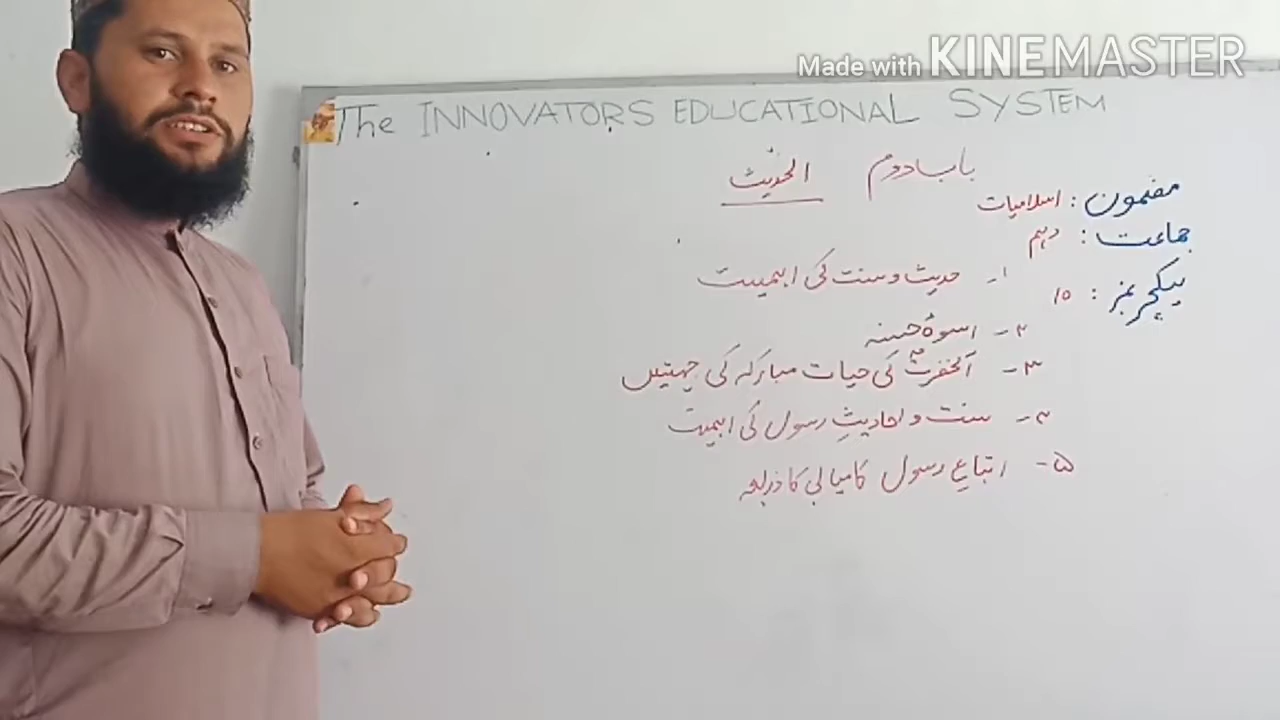 Made with KINEMASTER
The INNOVATORS EDUCATIONAL SYSTEM
باب دوم الحدیث
مضمون : اسلامیات
جماعت : دہم
لیکچر نمبر : 10
۱۔ حدیث و سنت کی اہمیت
۲۔ اسوۂ حسنہ
۳۔ آنحضرتؐ کی حیات مبارکہ کی جہتیں
۴۔ سنت و احادیثِ رسول کی اہمیت
۵۔ اتباعِ رسول کامیابی کا ذریعہ